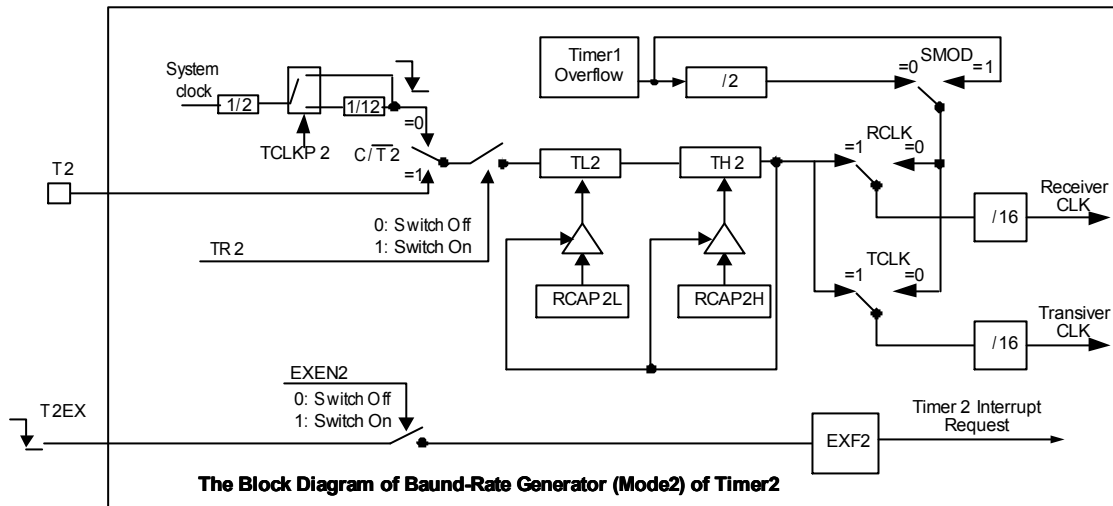 System
clock
1/2
1/12
TCLKP 2
=0
C/T2
=1
T2
TR 2
0: Switch Off
1: Switch On
Timer1
Overflow
/2
SMOD
=0
=1
TL2
TH 2
RCAP 2L
RCAP2H
RCLK
=1
=0
/ 16
Receiver
CLK
TCLK
=1
=0
/ 16
Transiver
CLK
EXEN2
0: Switch Off
1: Switch On
T2EX
EXF2
Timer 2 Interrupt
Request
The Block Diagram of Baund-Rate Generator (Mode2) of Timer2